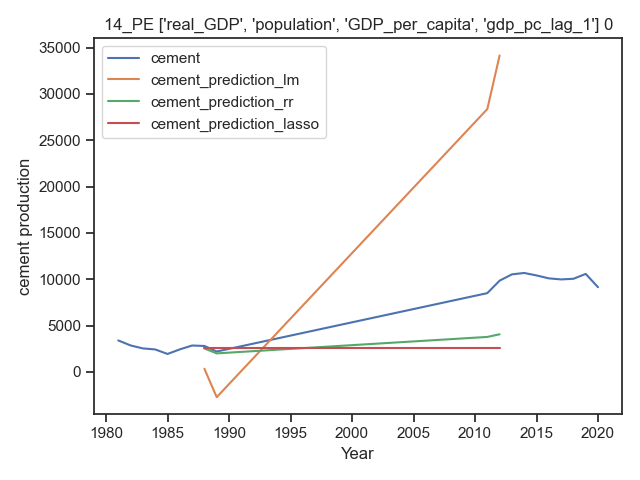 14_PE ['real_GDP', 'population', 'GDP_per_capita', 'gdp_pc_lag_1'] 0
cement
cement_prediction_lm
cement_prediction_rr
cement_prediction_lasso
35000
30000
25000
20000
15000
10000
5000
0
cement production
1980 1985 1990 1995 2000 2005 2010 2015 2020
Year